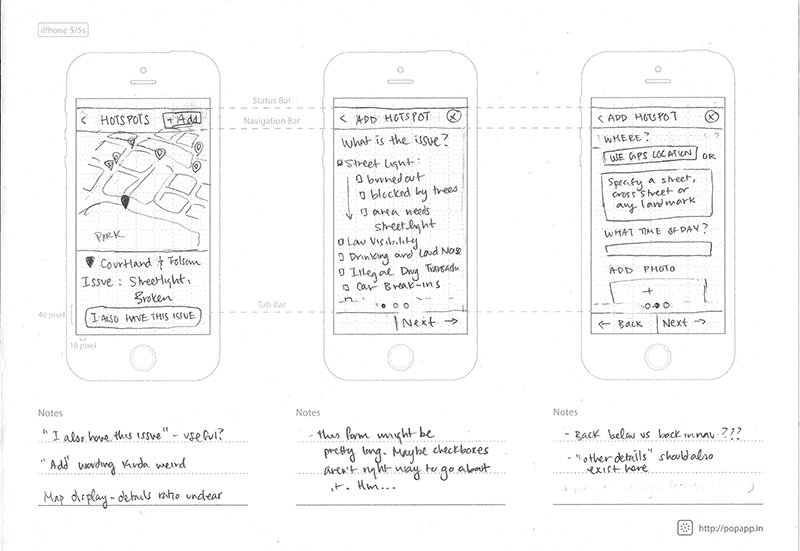 iPhone 5/5s
Status Bar
Navigation Bar
Tab Bar
40 pixel
10 pixel
< HOTSPOTS + Add
PARK
Courtland & Folsom
Issue : Streetlight,
Broken
I ALSO HAVE THIS ISSUE
Notes
"I also have this issue" - useful?
"Add" wording kinda weird
Map display - details ratio unclear
< ADD HOTSPOT X
What is the issue?
Street Light :
burned out
blocked by trees
area needs
streetlight
Low Visibility
Drinking and Loud Noise
Illegal Drug Transactn
Car Break-ins
Next →
Notes
- This form might be
pretty long. Maybe checkboxes
aren't right way to go about
it. Hm...
< ADD HOTSPOT X
WHERE?
USE GPS LOCATION OR
Specify a street,
cross street or
any landmark
WHAT TIME OF DAY?
ADD PHOTO
+
← Back Next →
Notes
- Back below vs back in nav ???
- "other details" should also
exist here
http://popapp.in